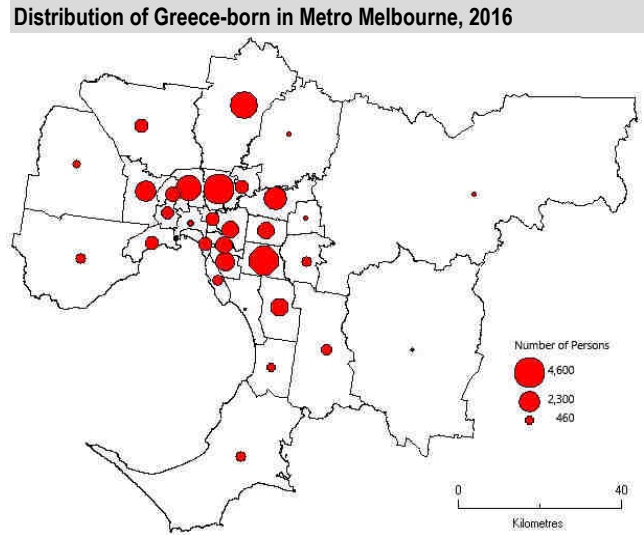 Distribution of Greece-born in Metro Melbourne, 2016
Number of Persons
4,600
2,300
460
0
40
Kilometres